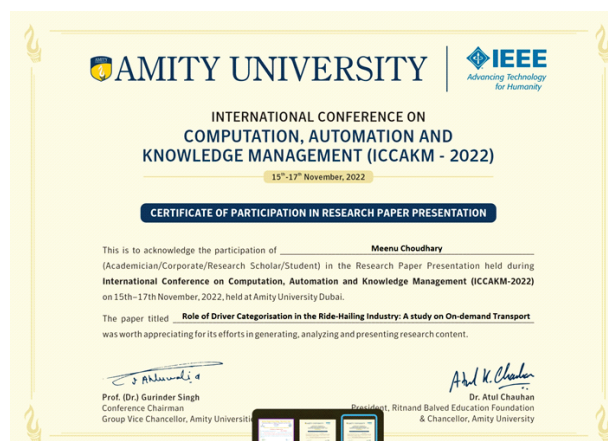 AMITY UNIVERSITY
IEEE
Advancing Technology
for Humanity
INTERNATIONAL CONFERENCE ON
COMPUTATION, AUTOMATION AND
KNOWLEDGE MANAGEMENT (ICCAKM - 2022)
15th-17th November, 2022
CERTIFICATE OF PARTICIPATION IN RESEARCH PAPER PRESENTATION
This is to acknowledge the participation of Meenu Choudhary
(Academician/Corporate/Research Scholar/Student) in the Research Paper Presentation held during
International Conference on Computation, Automation and Knowledge Management (ICCAKM-2022)
on 15th–17th November, 2022, held at Amity University Dubai.
The paper titled Role of Driver Categorisation in the Ride-Hailing Industry: A study on On-demand Transport
was worth appreciating for its efforts in generating, analyzing and presenting research content.
Atul K. Chauhan
Prof. (Dr.) Gurinder Singh
Conference Chairman
Group Vice Chancellor, Amity Universiti
Dr. Atul Chauhan
President, Ritnand Balved Education Foundation
& Chancellor, Amity University